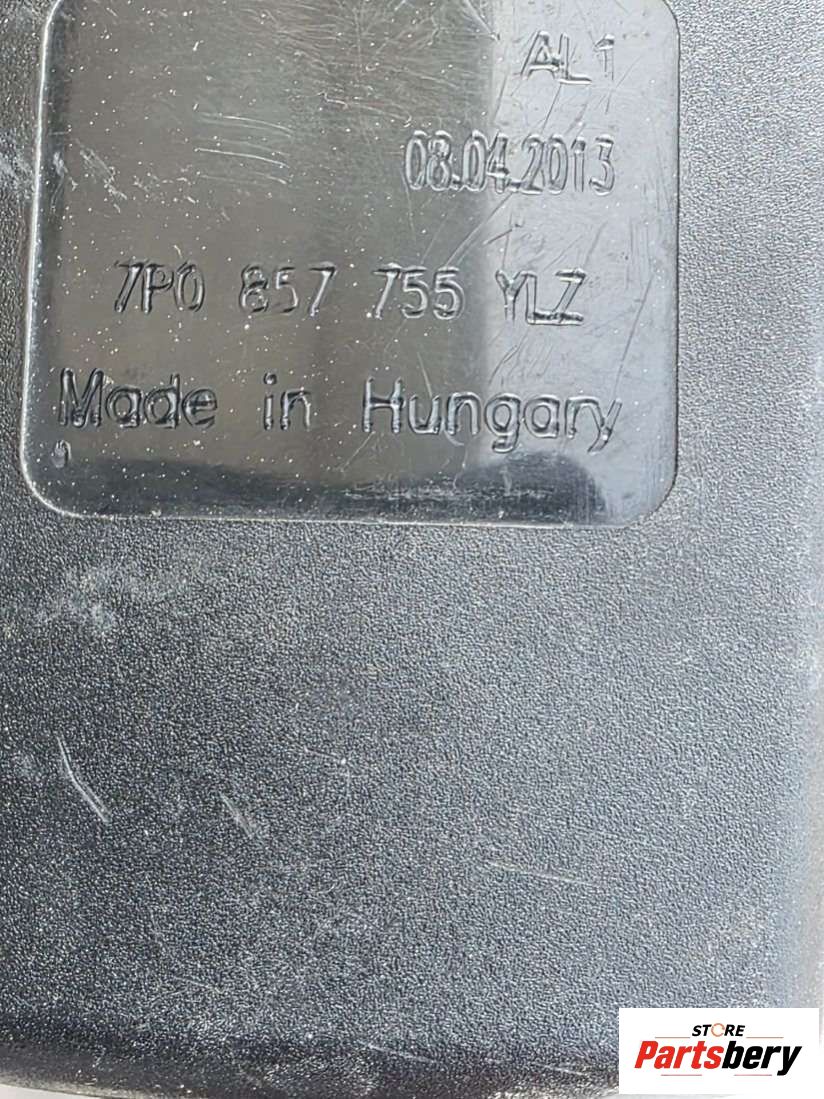 AL1
08.04.2013
7P0 857 755 YLZ
Made in Hungary
STORE
Partsbery